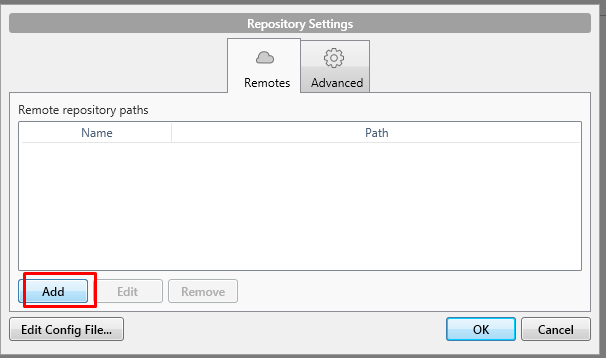 Repository Settings
Remotes
Advanced
Remote repository paths
Name Path
Add Edit Remove
Edit Config File... OK Cancel